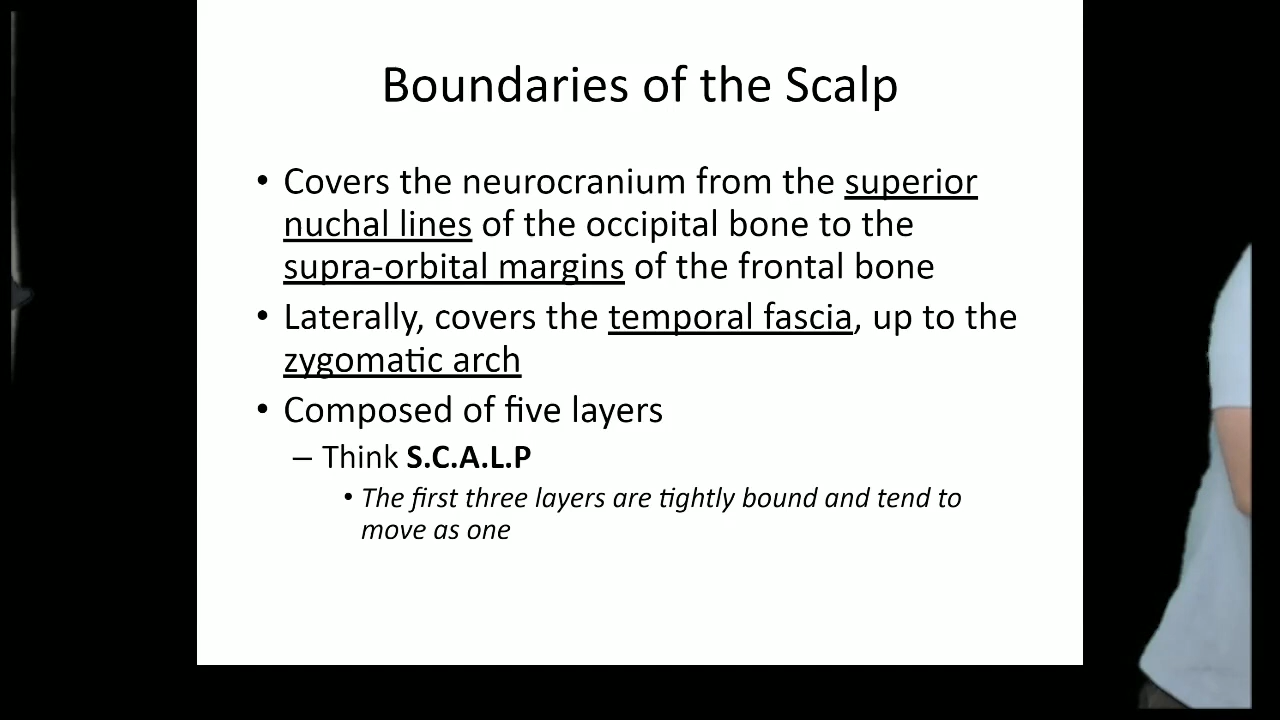 Boundaries of the Scalp
• Covers the neurocranium from the superior
nuchal lines of the occipital bone to the
supra-orbital margins of the frontal bone
• Laterally, covers the temporal fascia, up to the
zygomatic arch
• Composed of five layers
– Think S.C.A.L.P
• The first three layers are tightly bound and tend to
move as one